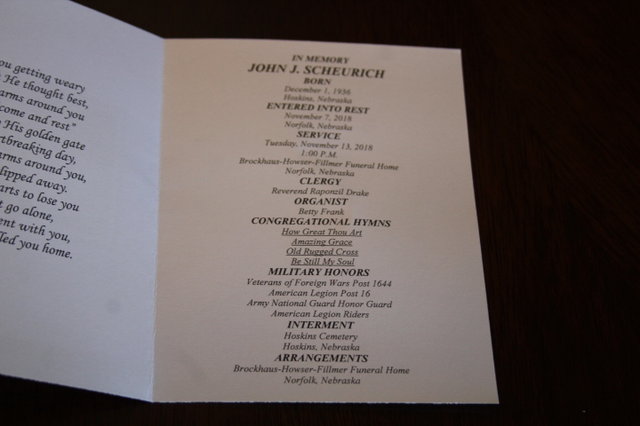 ou getting weary
He thought best,
arms around you
come and rest"
His golden gate
rtbreaking day,
arms around you,
lipped away.
arts to lose you
t go alone,
ent with you,
lled you home.
IN MEMORY
JOHN J. SCHEURICH
BORN
December 1, 1936
Hoskins, Nebraska
ENTERED INTO REST
November 7, 2018
Norfolk, Nebraska
SERVICE
Tuesday, November 13, 2018
1:00 P.M.
Brockhaus-Howser-Fillmer Funeral Home
Norfolk, Nebraska
CLERGY
Reverend Raponzil Drake
ORGANIST
Betty Frank
CONGREGATIONAL HYMNS
How Great Thou Art
Amazing Grace
Old Rugged Cross
Be Still My Soul
MILITARY HONORS
Veterans of Foreign Wars Post 1644
American Legion Post 16
Army National Guard Honor Guard
American Legion Riders
INTERMENT
Hoskins Cemetery
Hoskins, Nebraska
ARRANGEMENTS
Brockhaus-Howser-Fillmer Funeral Home
Norfolk, Nebraska